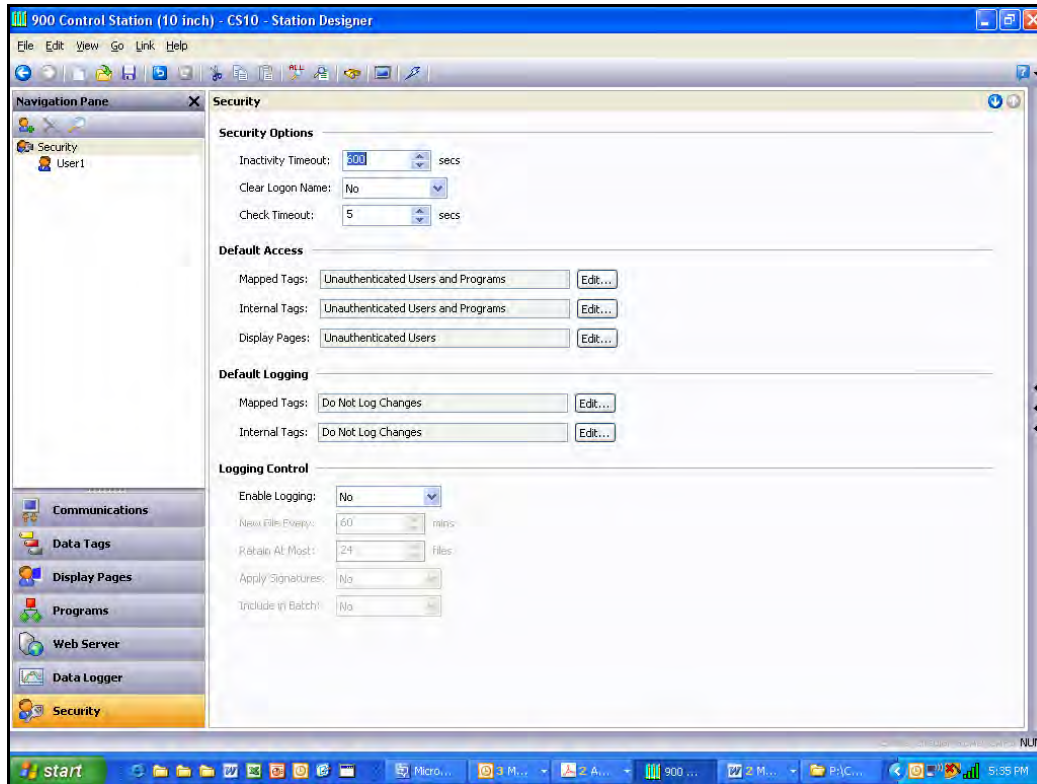 900 Control Station (10 inch) - CS10 - Station Designer
File Edit View Go Link Help
Navigation Pane
Security
User1
Security
Security Options
Inactivity Timeout: 600 secs
Clear Logon Name: No
Check Timeout: 5 secs
Default Access
Mapped Tags: Unauthenticated Users and Programs Edit...
Internal Tags: Unauthenticated Users and Programs Edit...
Display Pages: Unauthenticated Users Edit...
Default Logging
Mapped Tags: Do Not Log Changes Edit...
Internal Tags: Do Not Log Changes Edit...
Logging Control
Enable Logging: No
New File Every: 60 mins
Retain At Most: 24 files
Apply Signatures: No
Include in Batch: No
Communications
Data Tags
Display Pages
Programs
Web Server
Data Logger
Security
NU
start
Micro...
3 M...
2 A...
900 ...
2 M...
P:\C...
5:35 PM